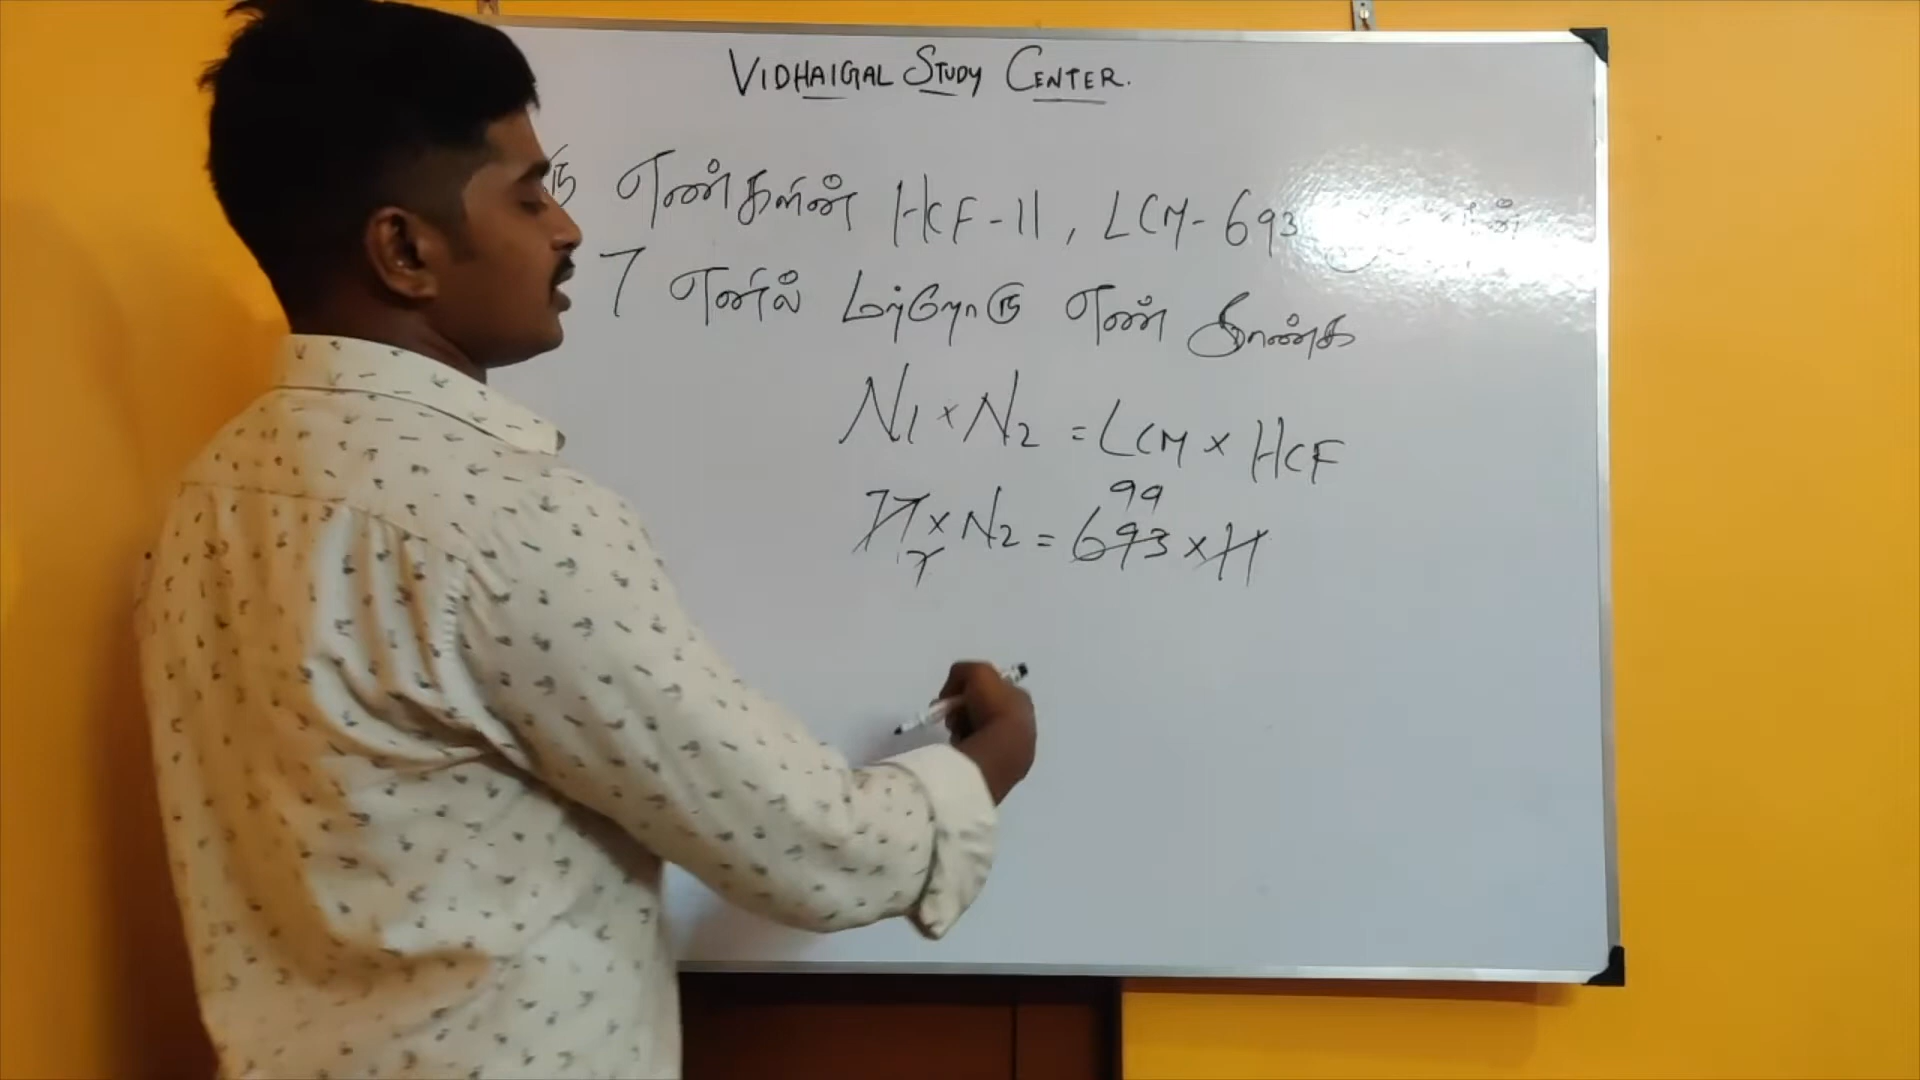 VIDHAIGAL STUDY CENTER.
எண்களின் HCF-11, LCM-693
7 எனில் மற்றொரு எண் காண்க
N1 × N2 = LCM × HCF
99
77 × N2 = 693 × 11
7